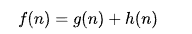 f(n) = g(n) + h(n)